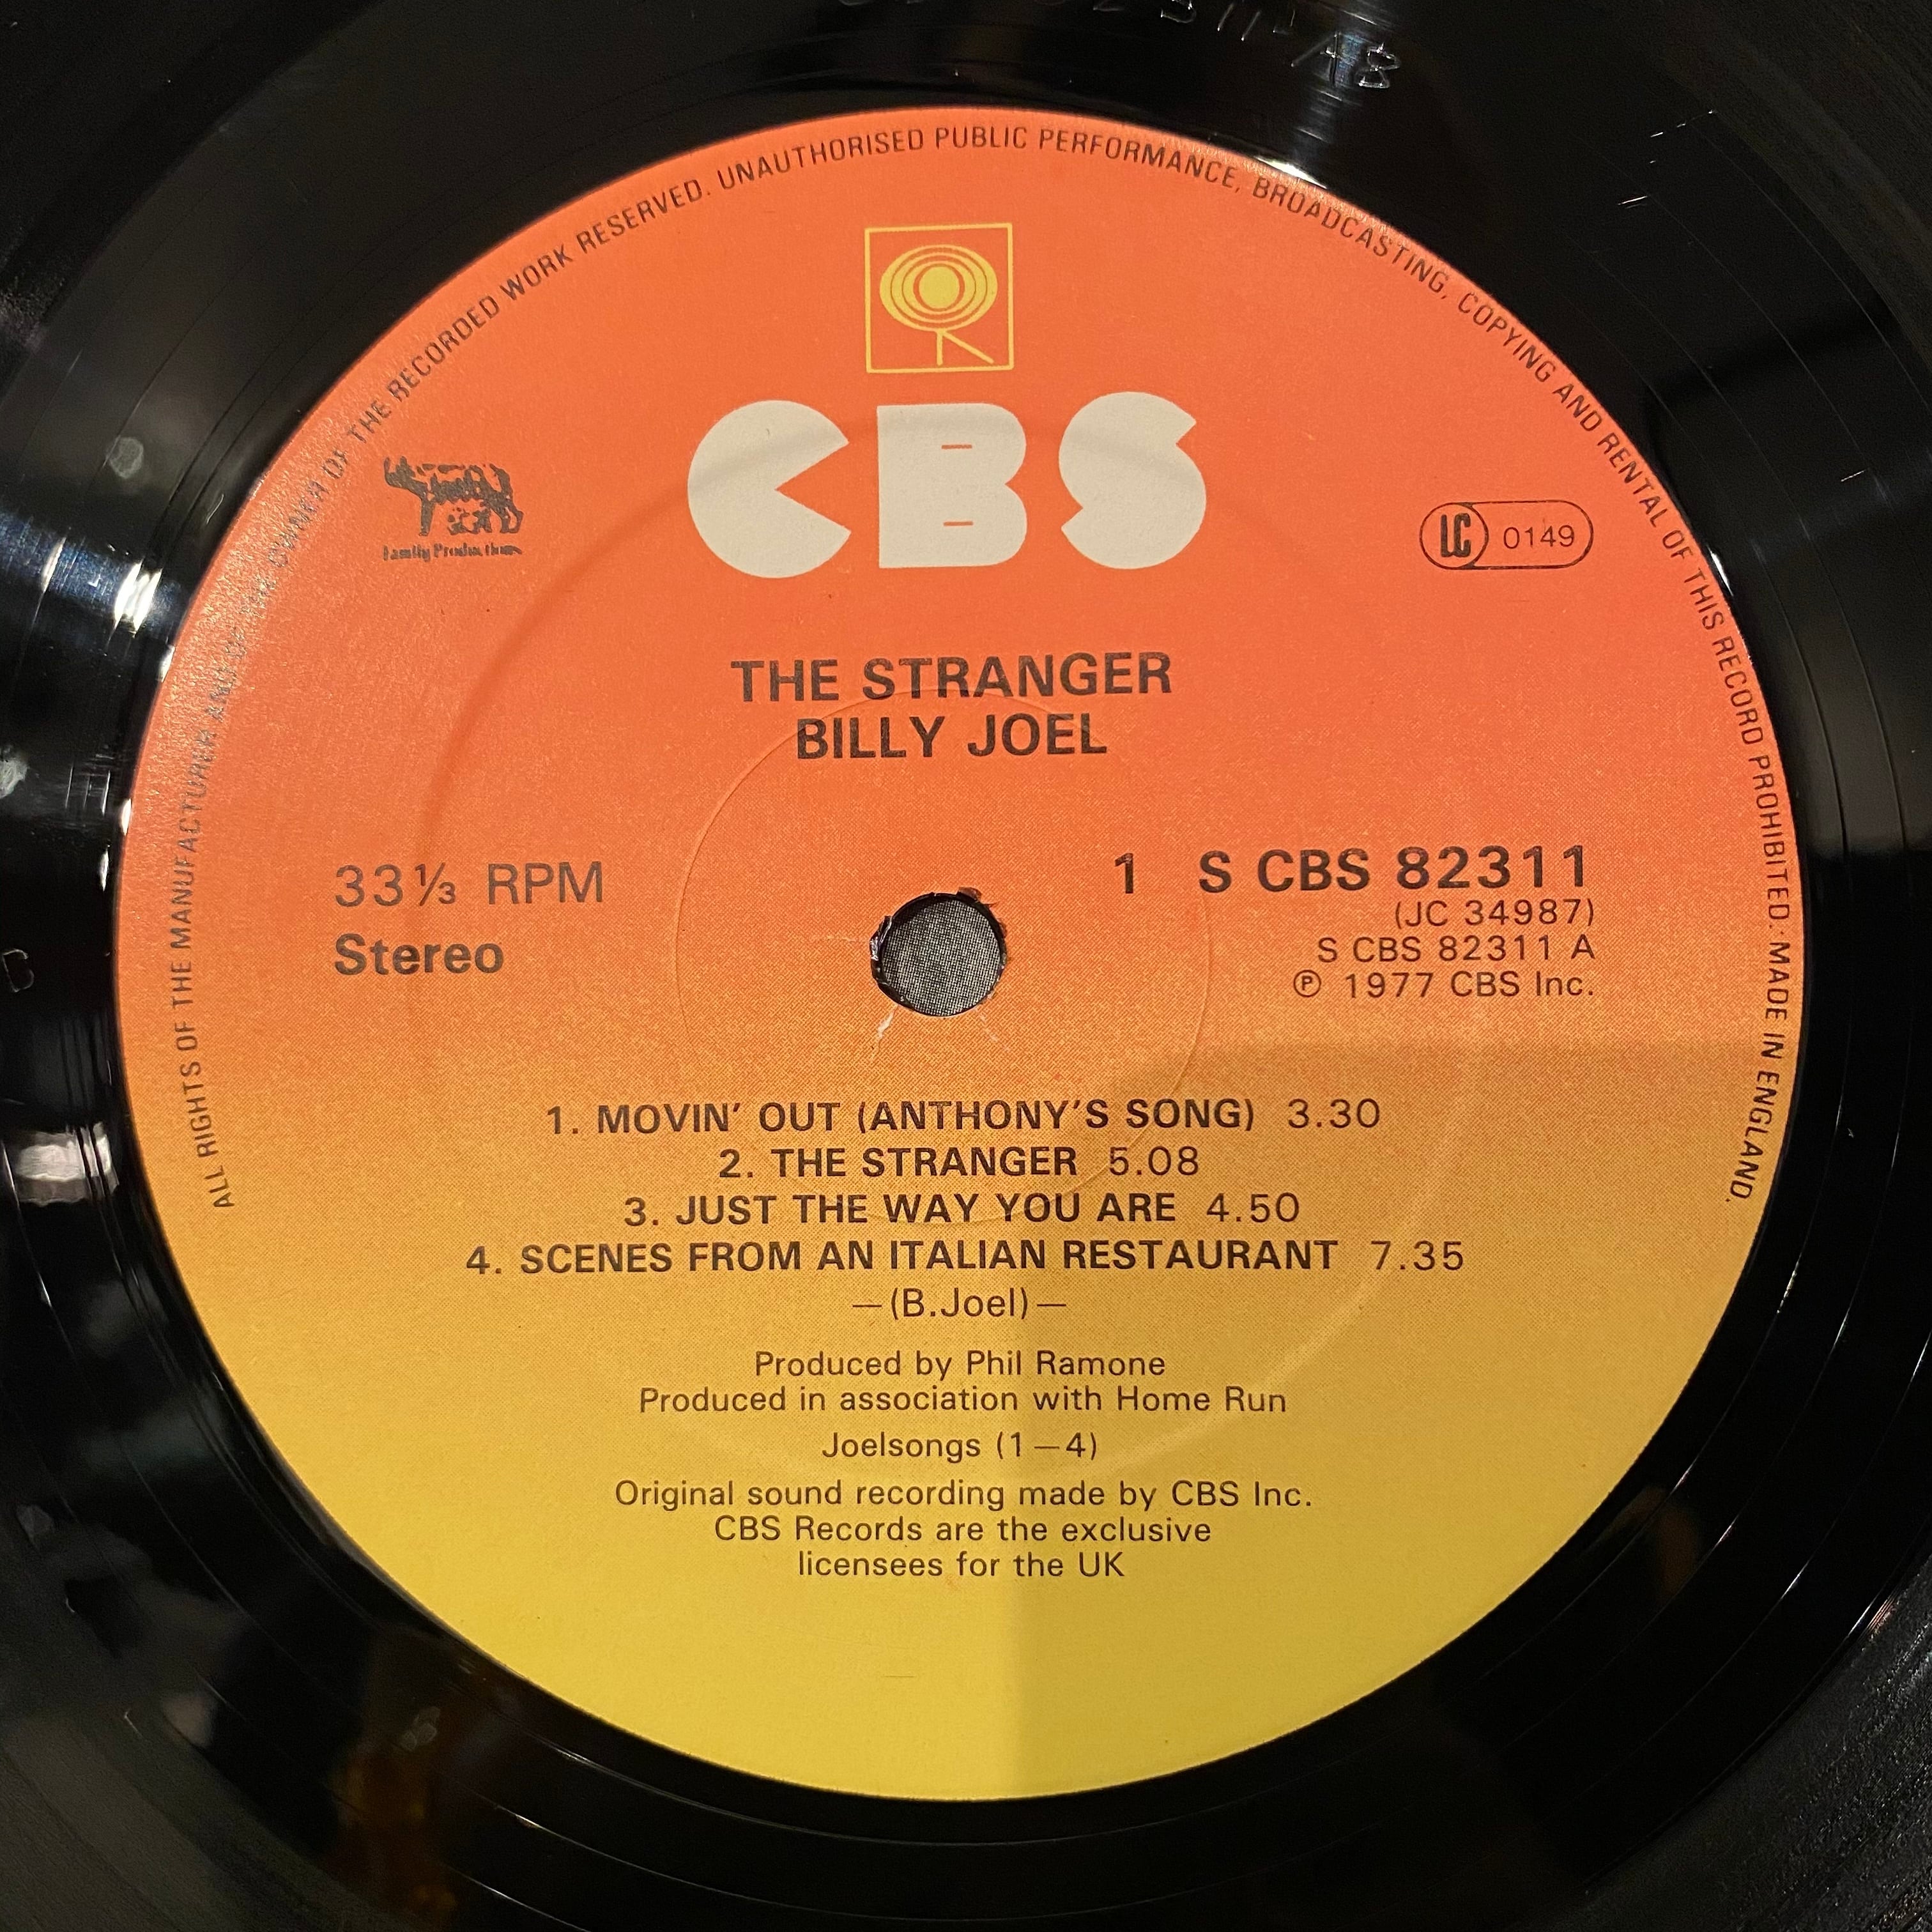 82311-A8
ALL RIGHTS OF THE MANUFACTURER AND OF THE OWNER OF THE RECORDED WORK RESERVED. UNAUTHORISED PUBLIC PERFORMANCE, BROADCASTING, COPYING AND RENTAL OF THIS RECORD PROHIBITED. MADE IN ENGLAND.
CBS
Family Productions
LC 0149
THE STRANGER
BILLY JOEL
33⅓ RPM
Stereo
1 S CBS 82311
(JC 34987)
S CBS 82311 A
℗ 1977 CBS Inc.
1. MOVIN' OUT (ANTHONY'S SONG) 3.30
2. THE STRANGER 5.08
3. JUST THE WAY YOU ARE 4.50
4. SCENES FROM AN ITALIAN RESTAURANT 7.35
—(B.Joel)—
Produced by Phil Ramone
Produced in association with Home Run
Joelsongs (1—4)
Original sound recording made by CBS Inc.
CBS Records are the exclusive
licensees for the UK